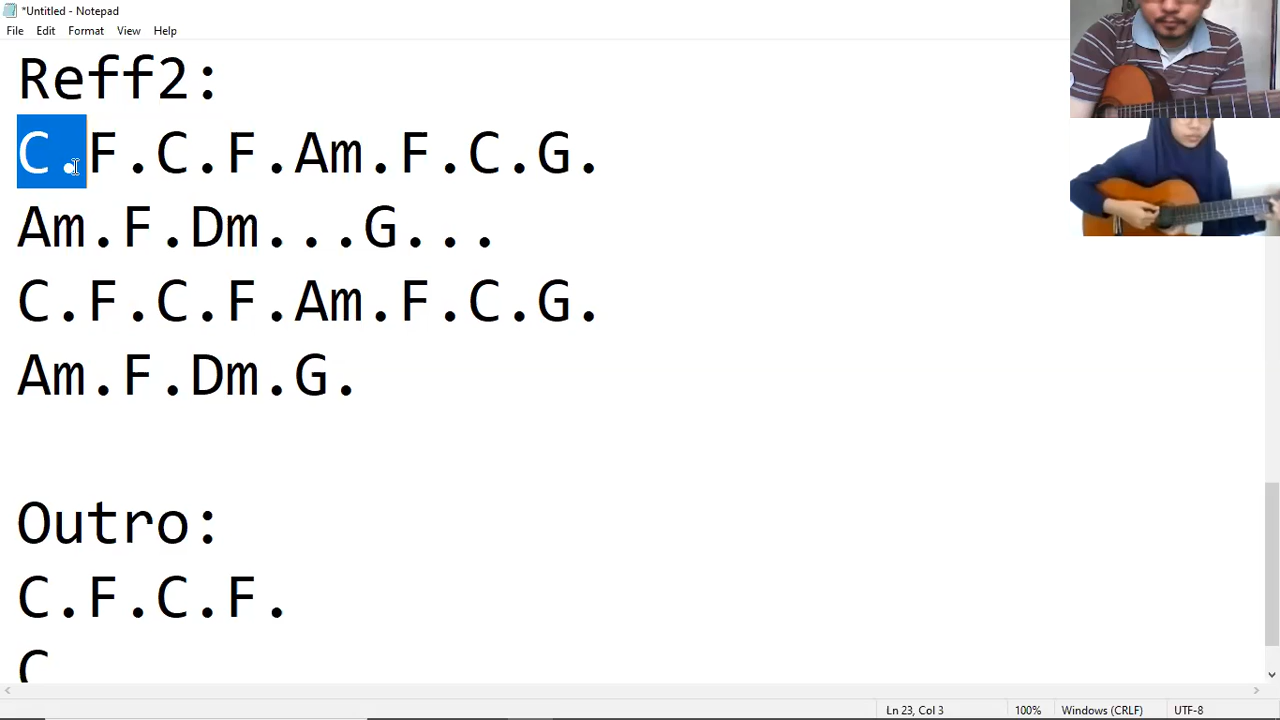 *Untitled - Notepad
File Edit Format View Help
Reff2:
C.F.C.F.Am.F.C.G.
Am.F.Dm...G...
C.F.C.F.Am.F.C.G.
Am.F.Dm.G.
Outro:
C.F.C.F.
C
Ln 23, Col 3 100% Windows (CRLF) UTF-8